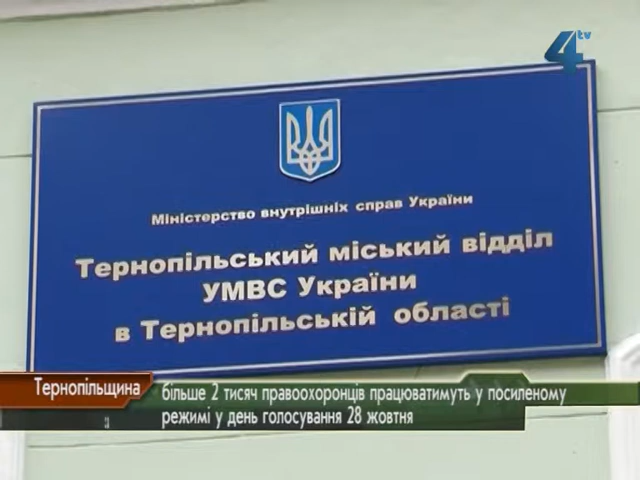 4tv
Міністерство внутрішніх справ України
Тернопільський міський відділ
УМВС України
в Тернопільській області
Тернопільщина
більше 2 тисяч правоохоронців працюватимуть у посиленому
режимі у день голосування 28 жовтня